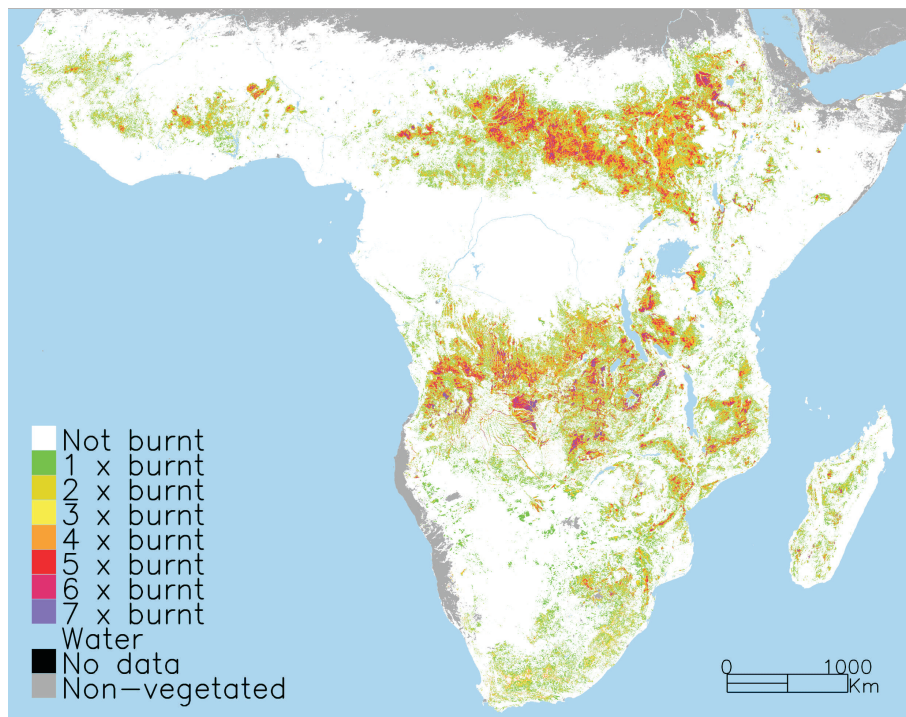 Not burnt
1 x burnt
2 x burnt
3 x burnt
4 x burnt
5 x burnt
6 x burnt
7 x burnt
Water
No data
Non-vegetated
0 1000
Km